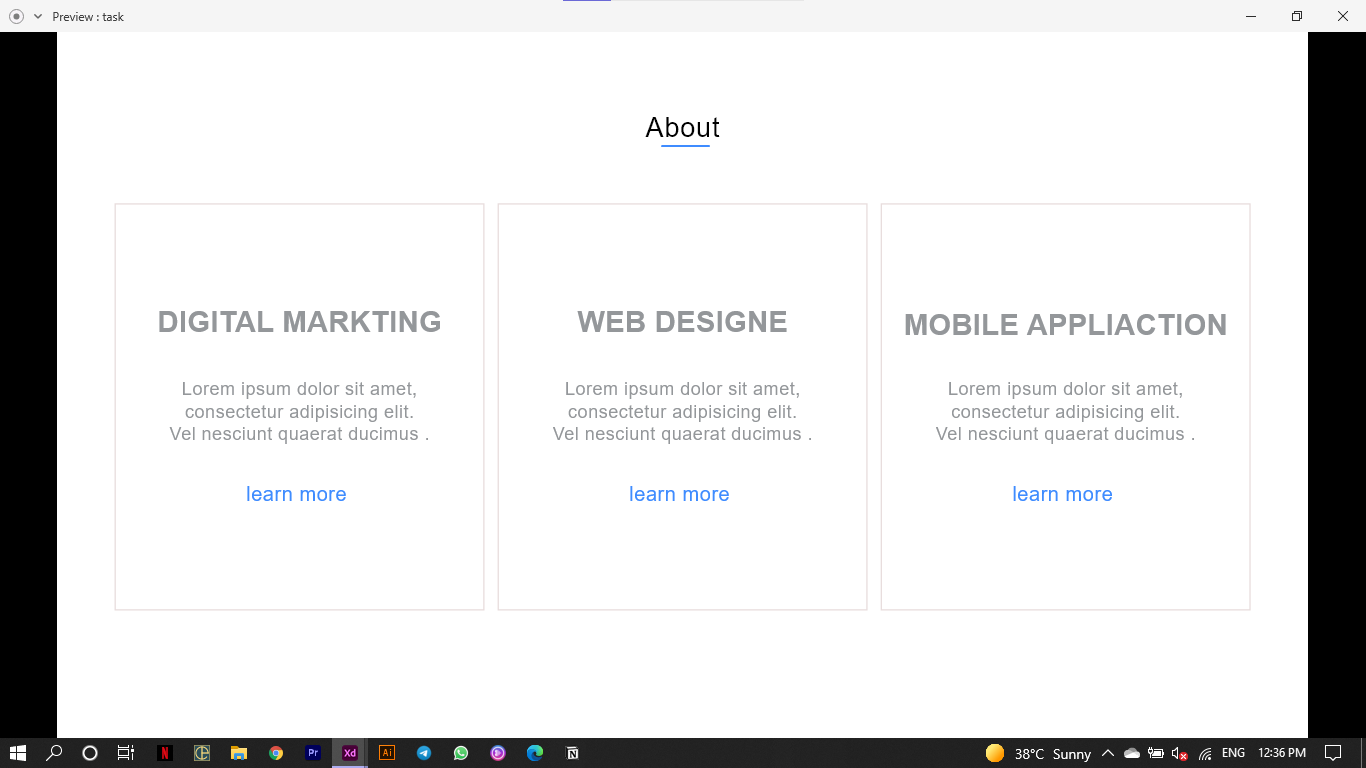 Preview : task
About
DIGITAL MARKTING
Lorem ipsum dolor sit amet,
consectetur adipisicing elit.
Vel nesciunt quaerat ducimus .
learn more
WEB DESIGNE
Lorem ipsum dolor sit amet,
consectetur adipisicing elit.
Vel nesciunt quaerat ducimus .
learn more
MOBILE APPLIACTION
Lorem ipsum dolor sit amet,
consectetur adipisicing elit.
Vel nesciunt quaerat ducimus .
learn more
N Pr Xd Ai N 38°C Sunny ENG 12:36 PM